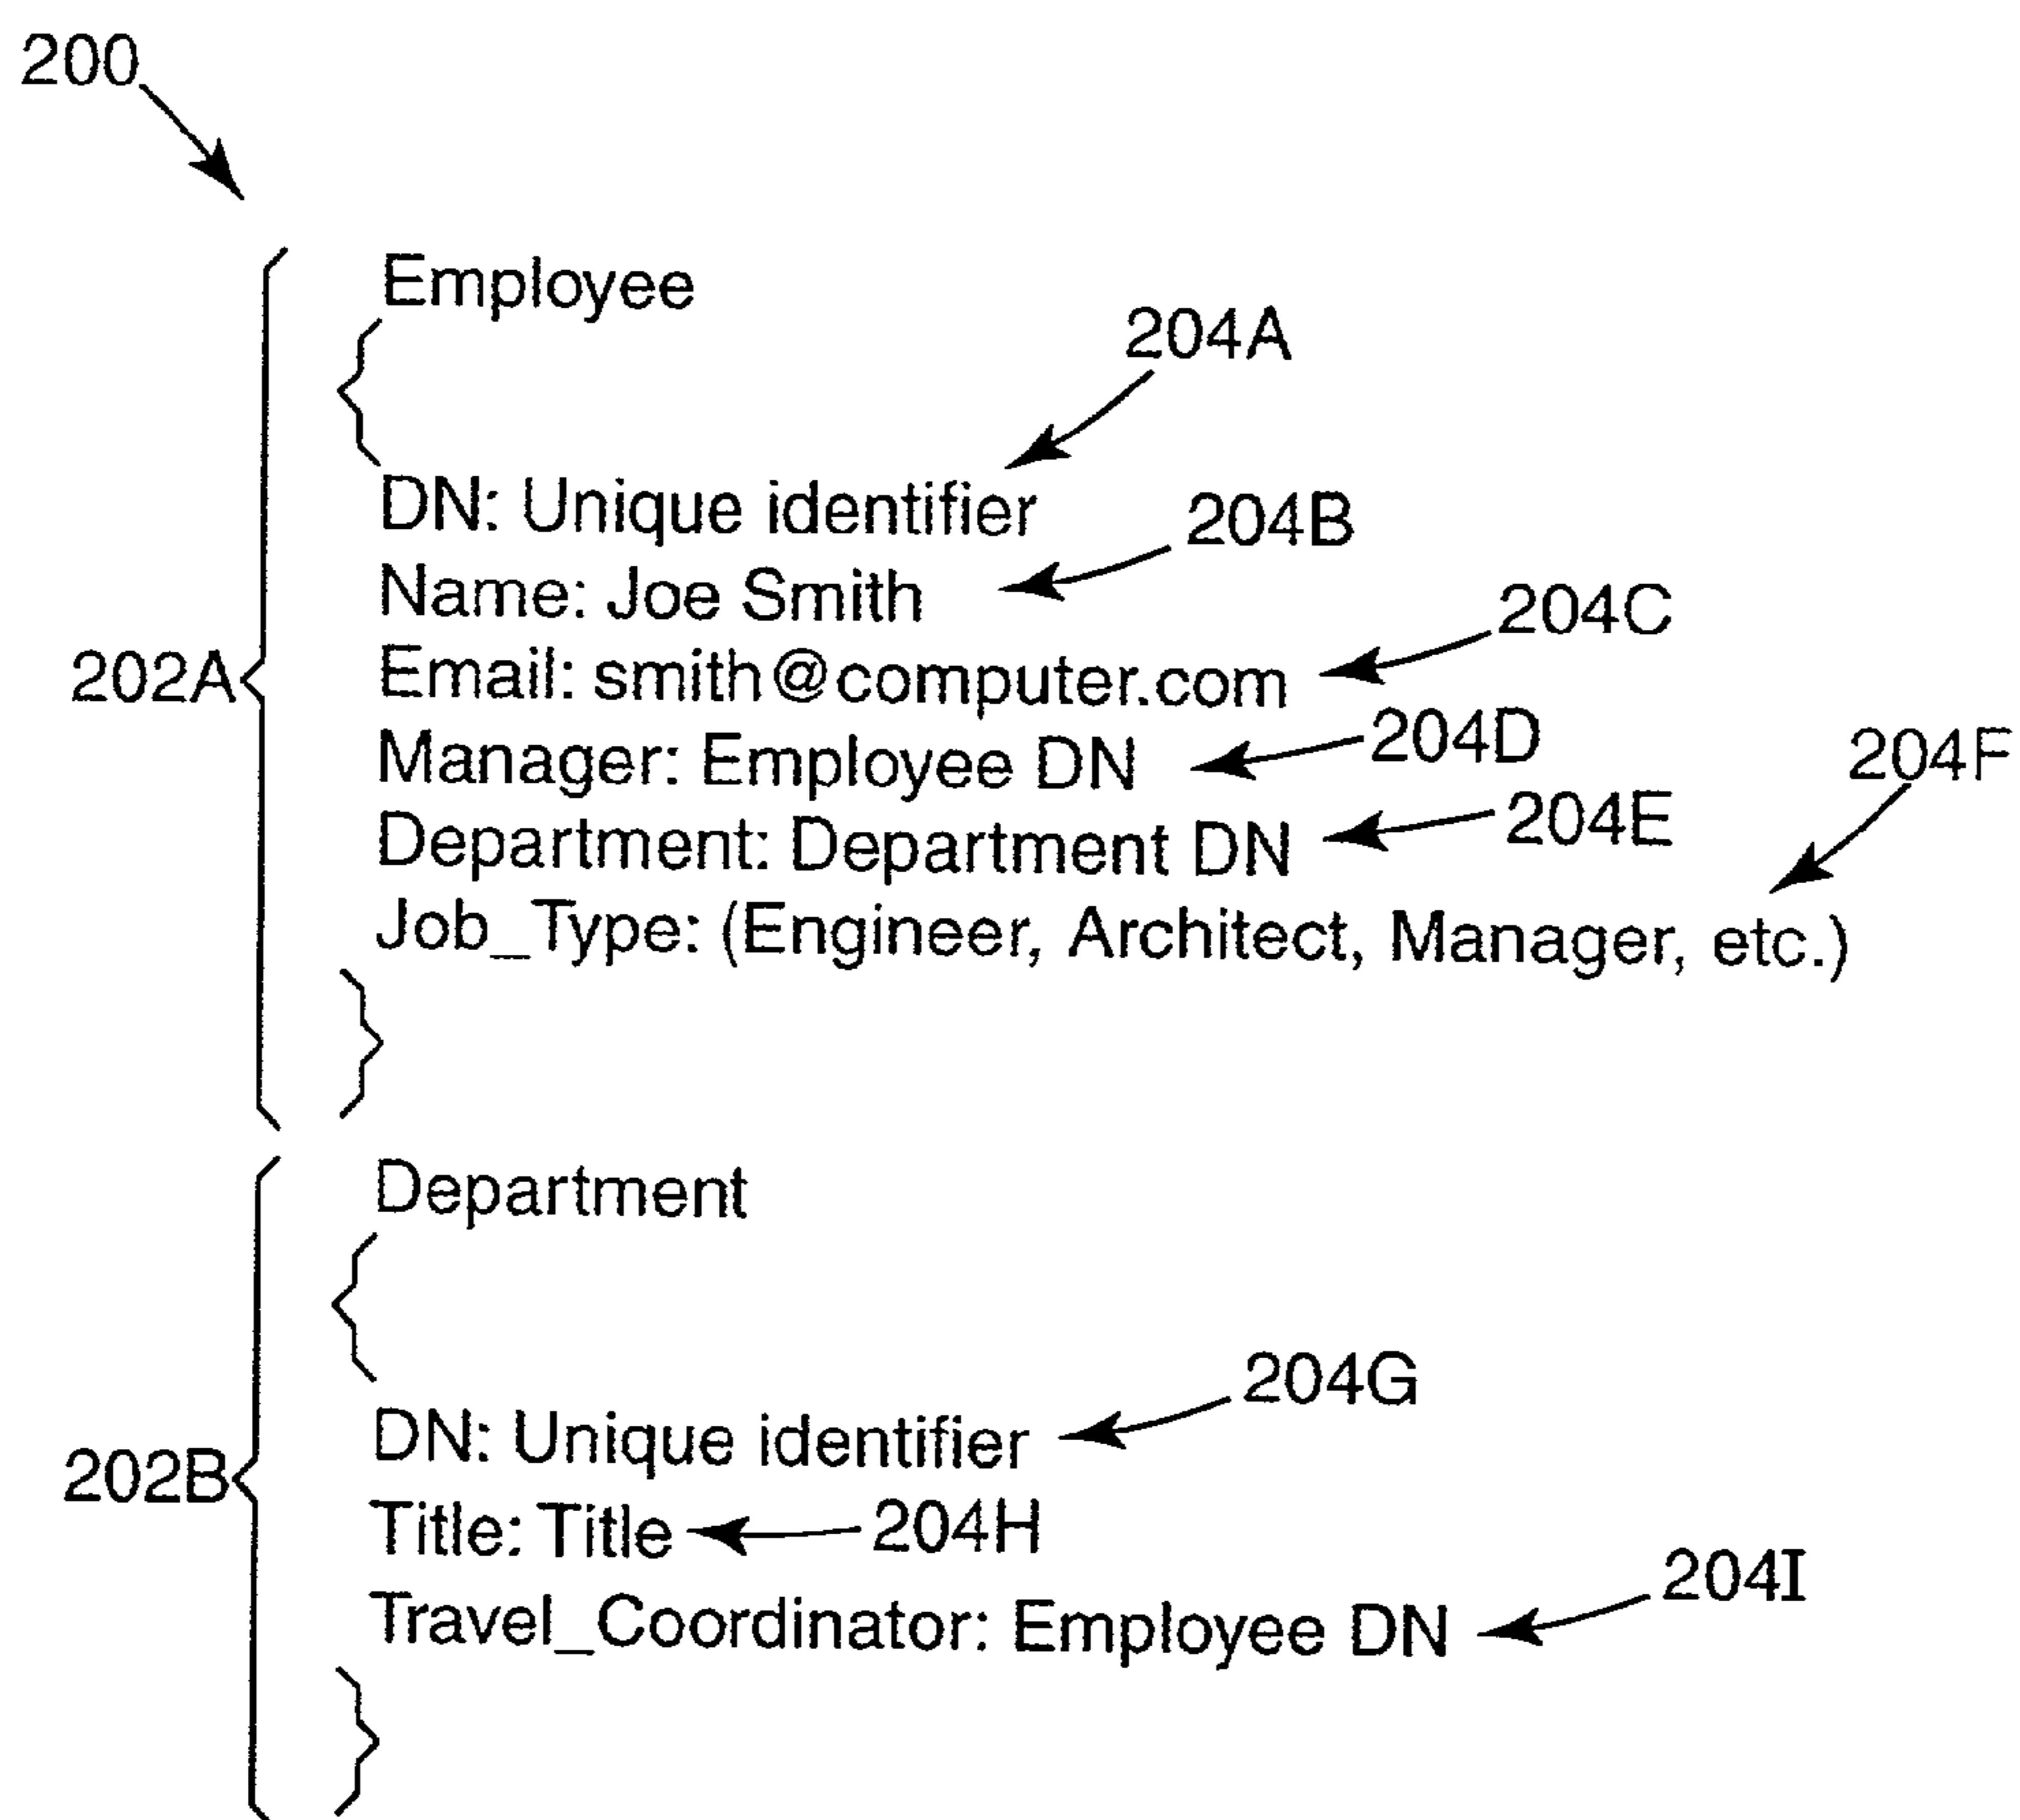 200
Employee
{
204A
DN: Unique identifier
204B
Name: Joe Smith
204C
Email: smith@computer.com
202A
204D
Manager: Employee DN
204F
204E
Department: Department DN
Job_Type: (Engineer, Architect, Manager, etc.)
}
Department
{
204G
DN: Unique identifier
202B
Title: Title
204H
204I
Travel_Coordinator: Employee DN
}